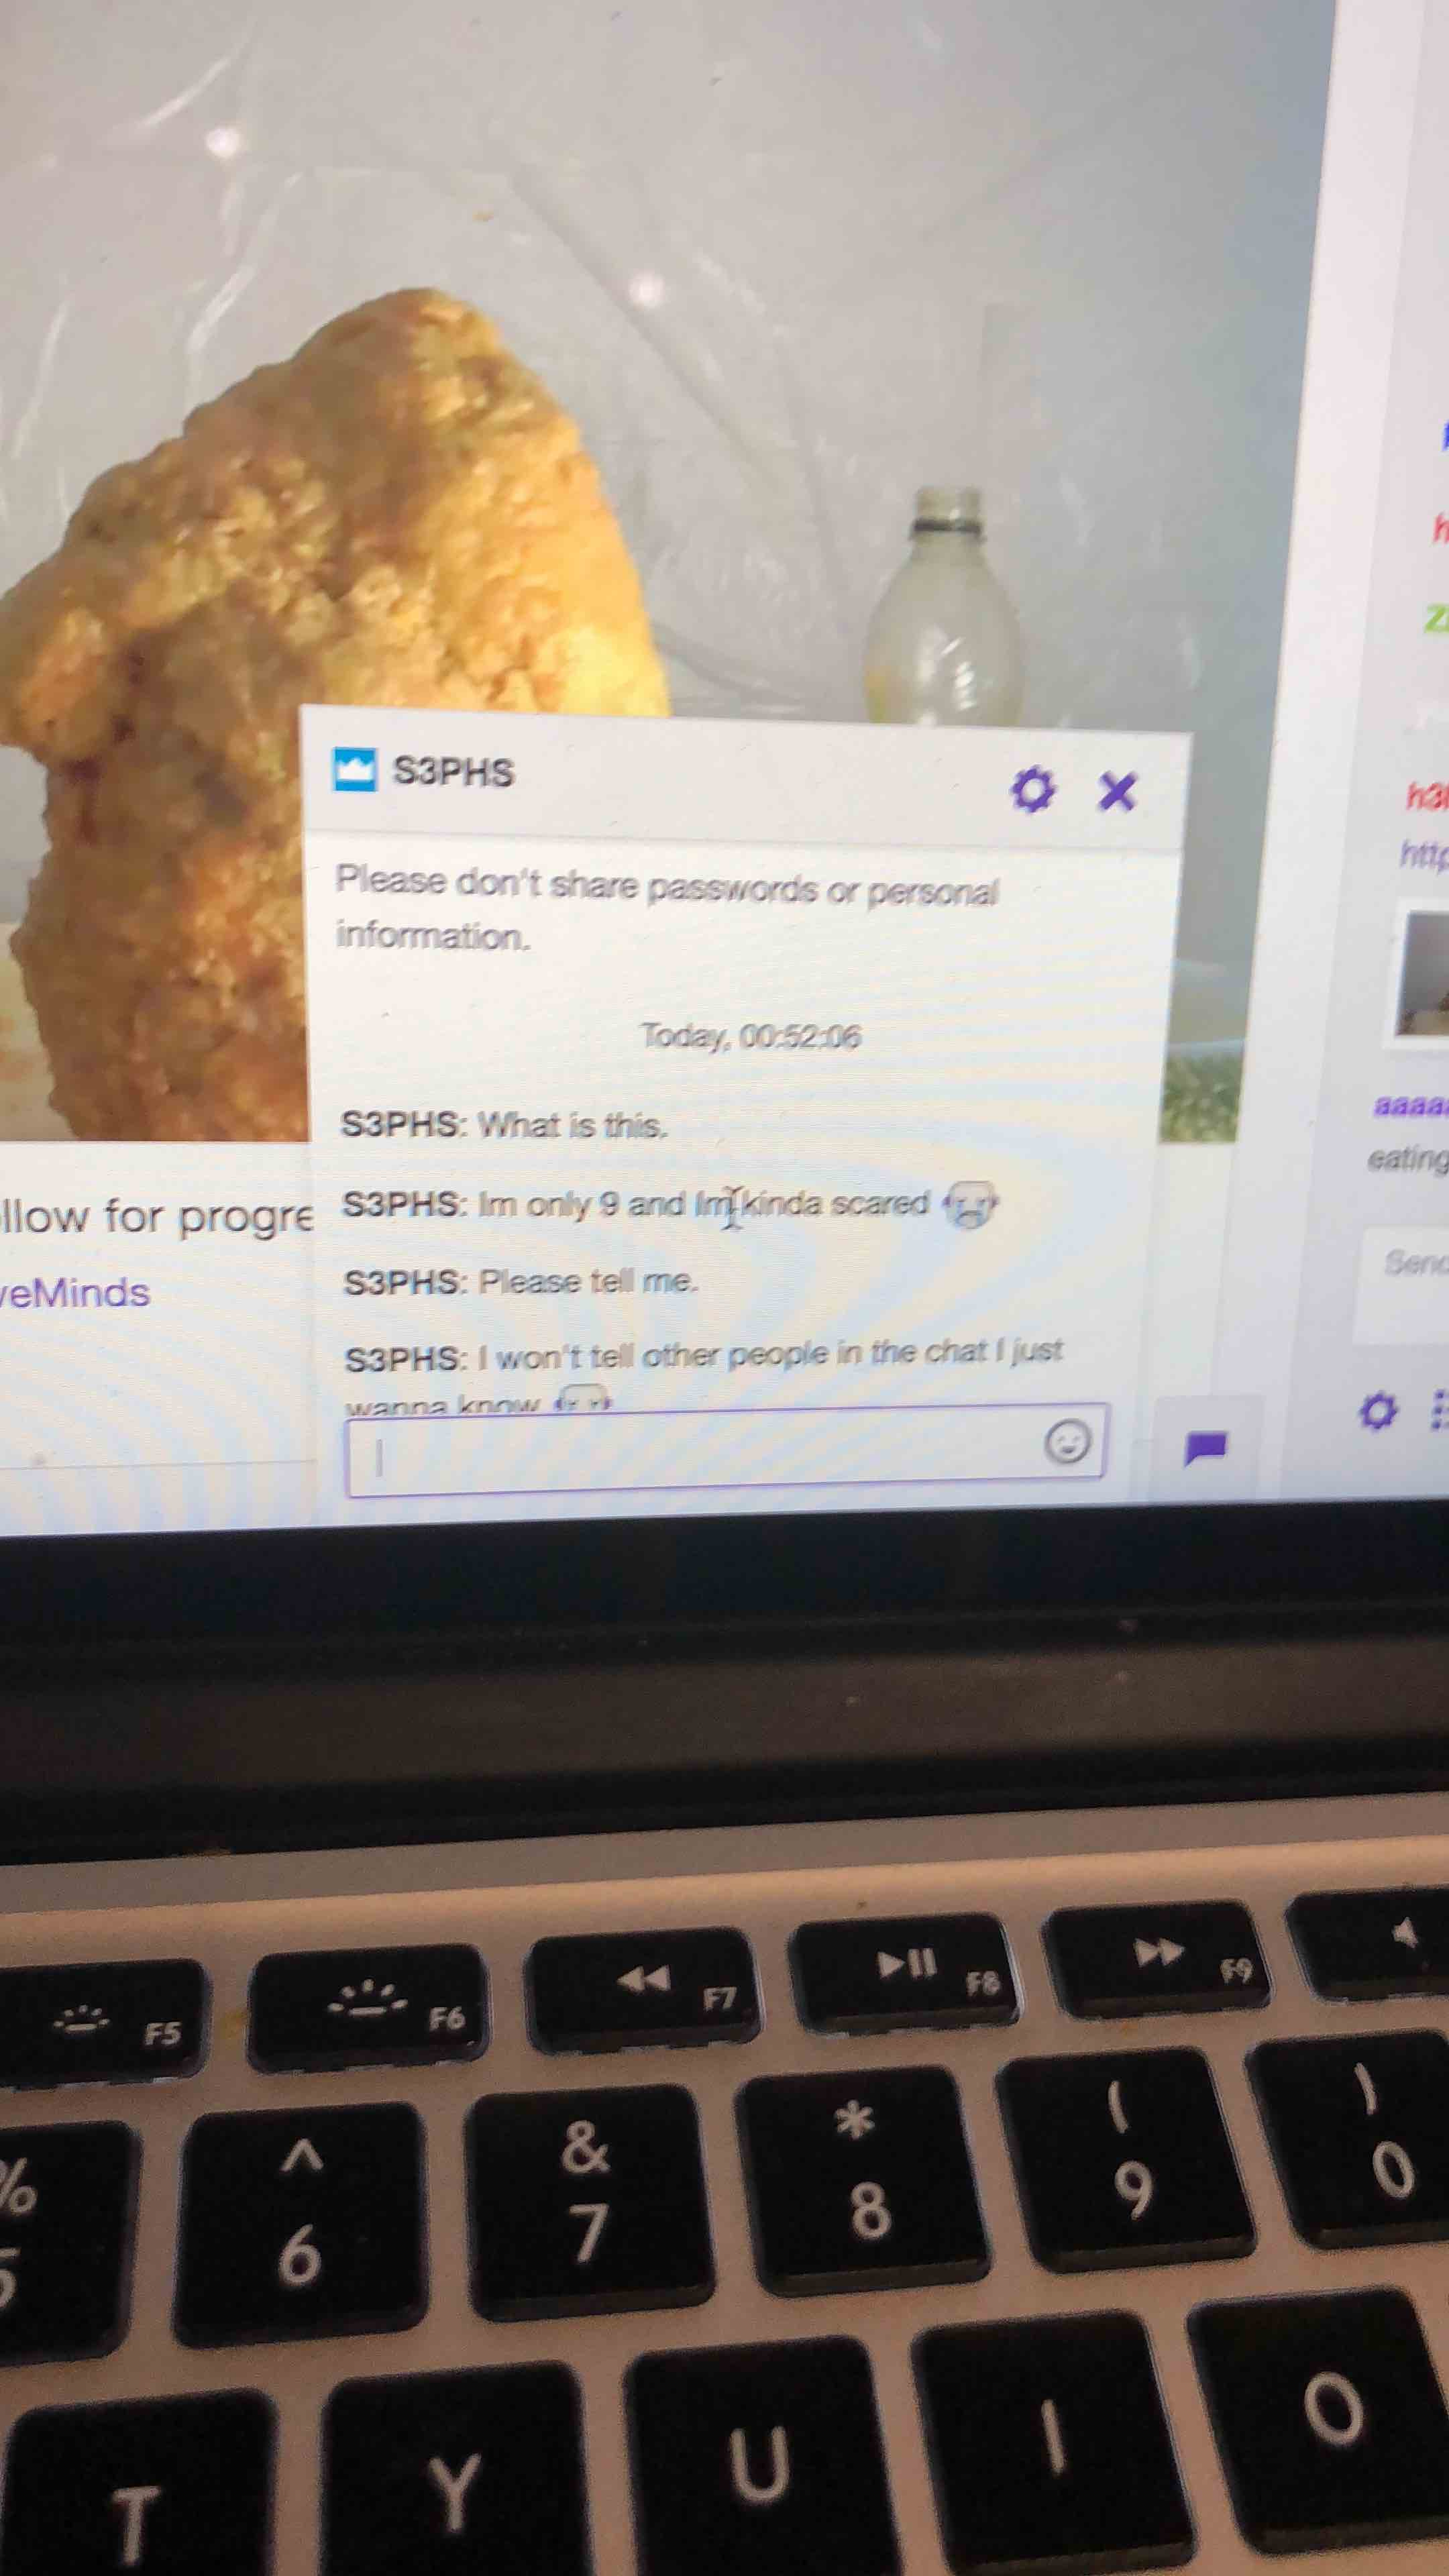 S3PHS
Please don't share passwords or personal
information.
Today, 00:52:06
S3PHS: What is this.
S3PHS: Im only 9 and Im kinda scared
S3PHS: Please tell me.
S3PHS: I won't tell other people in the chat I just
wanna know
llow for progre
veMinds
h3
http
aaaa
eating
Send
F5 F6 F7 F8 F9
% ^ & * ( )
5 6 7 8 9 0
T Y U I O